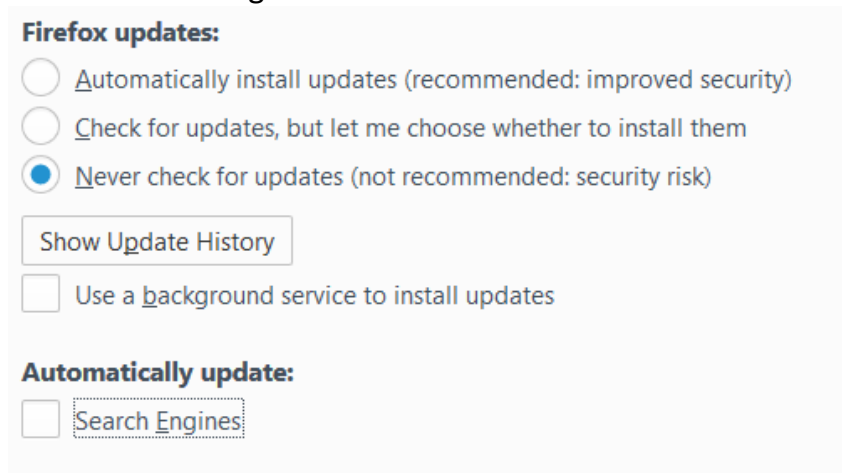 Firefox updates:
Automatically install updates (recommended: improved security)
Check for updates, but let me choose whether to install them
Never check for updates (not recommended: security risk)
Show Update History
Use a background service to install updates
Automatically update:
Search Engines